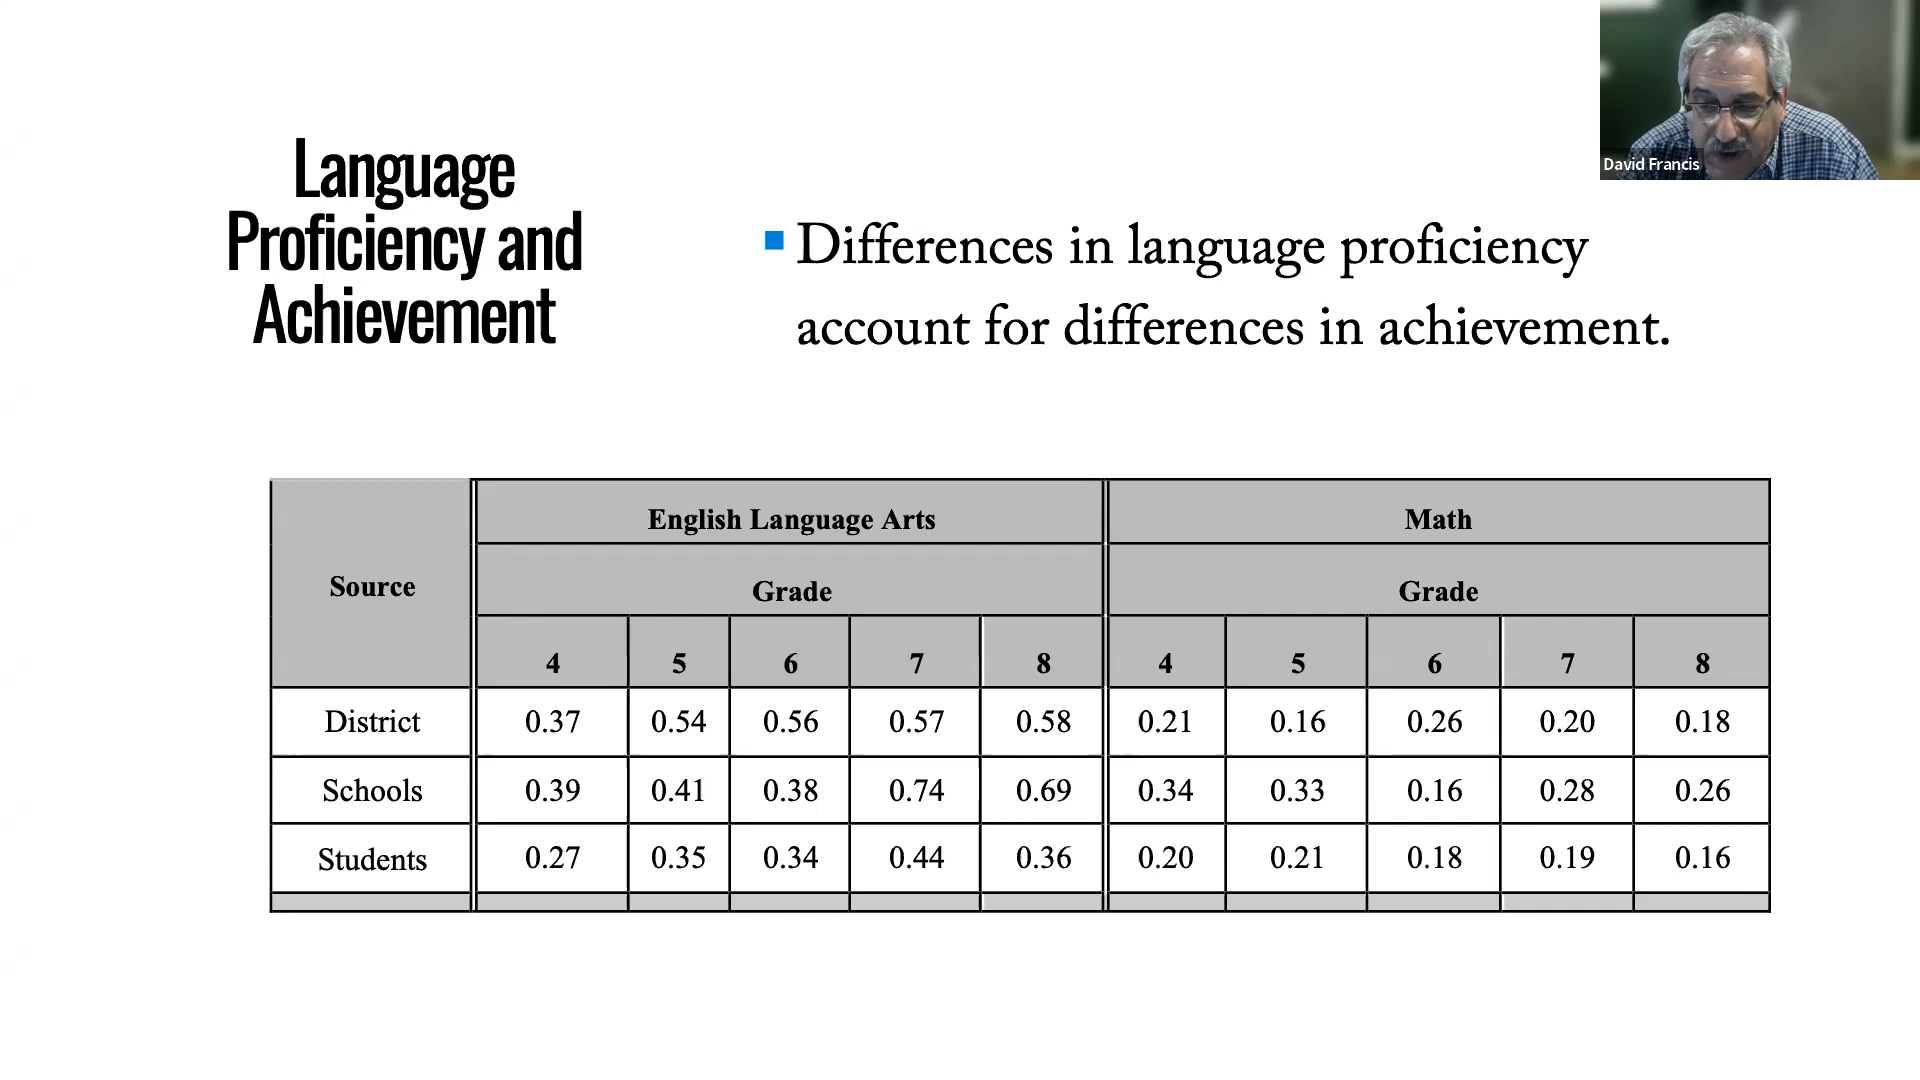 Language
Proficiency and
Achievement
Differences in language proficiency
account for differences in achievement.
David Francis
Source English Language Arts Math
Grade Grade
4 5 6 7 8 4 5 6 7 8
District 0.37 0.54 0.56 0.57 0.58 0.21 0.16 0.26 0.20 0.18
Schools 0.39 0.41 0.38 0.74 0.69 0.34 0.33 0.16 0.28 0.26
Students 0.27 0.35 0.34 0.44 0.36 0.20 0.21 0.18 0.19 0.16